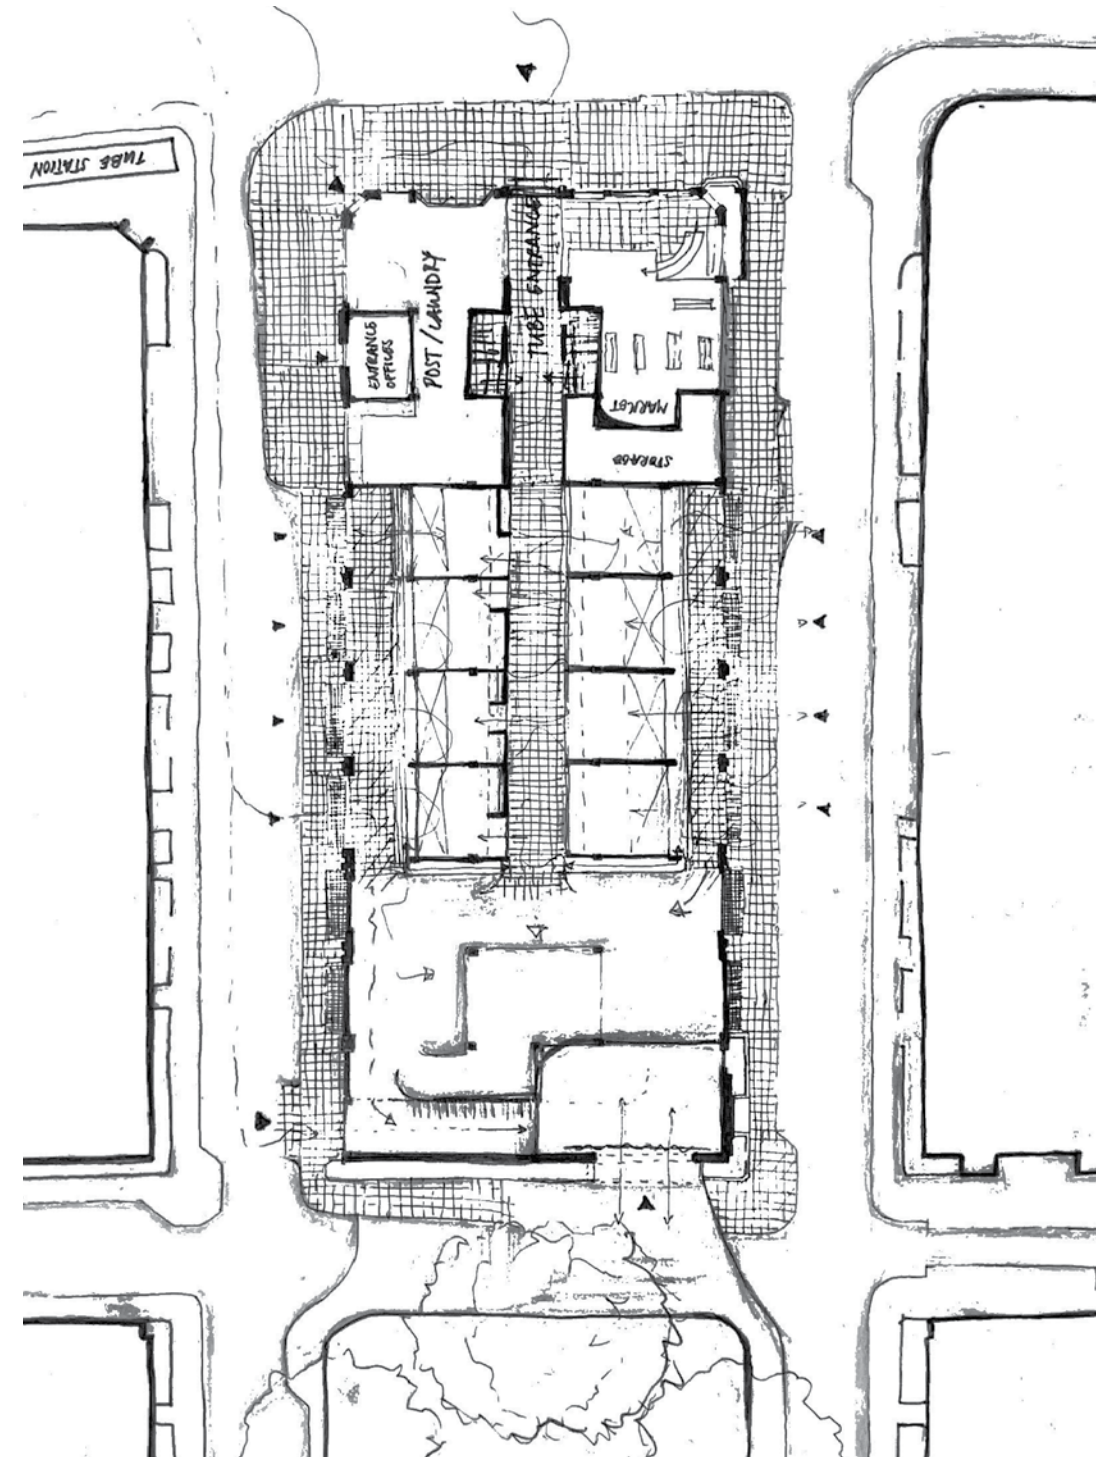 TUBE STATION
TUBE ENTRANCE
POST / LAUNDRY
ENTRANCE
OFFICES
MARKET
STORAGE